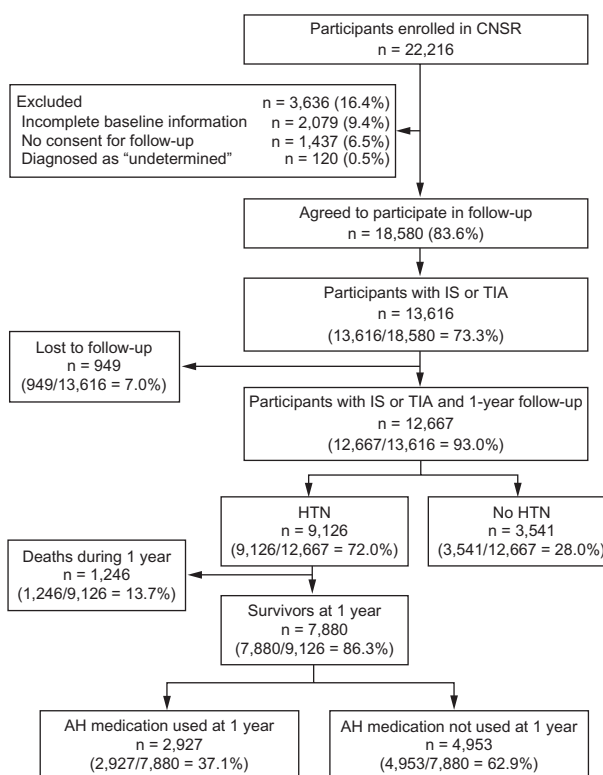 Participants enrolled in CNSR
n = 22,216
Excluded n = 3,636 (16.4%)
Incomplete baseline information n = 2,079 (9.4%)
No consent for follow-up n = 1,437 (6.5%)
Diagnosed as “undetermined” n = 120 (0.5%)
Agreed to participate in follow-up
n = 18,580 (83.6%)
Participants with IS or TIA
n = 13,616
(13,616/18,580 = 73.3%)
Lost to follow-up
n = 949
(949/13,616 = 7.0%)
Participants with IS or TIA and 1-year follow-up
n = 12,667
(12,667/13,616 = 93.0%)
HTN
n = 9,126
(9,126/12,667 = 72.0%)
No HTN
n = 3,541
(3,541/12,667 = 28.0%)
Deaths during 1 year
n = 1,246
(1,246/9,126 = 13.7%)
Survivors at 1 year
n = 7,880
(7,880/9,126 = 86.3%)
AH medication used at 1 year
n = 2,927
(2,927/7,880 = 37.1%)
AH medication not used at 1 year
n = 4,953
(4,953/7,880 = 62.9%)